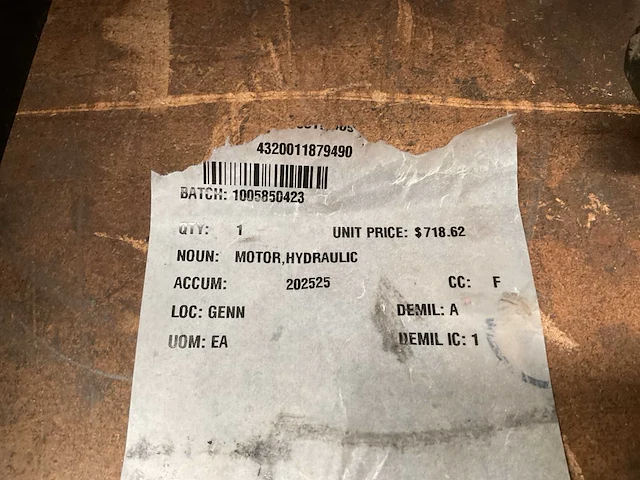 4320011879490
BATCH: 1005850423
QTY: 1 UNIT PRICE: $718.62
NOUN: MOTOR,HYDRAULIC
ACCUM: 202525 CC: F
LOC: GENN DEMIL: A
UOM: EA DEMIL IC: 1